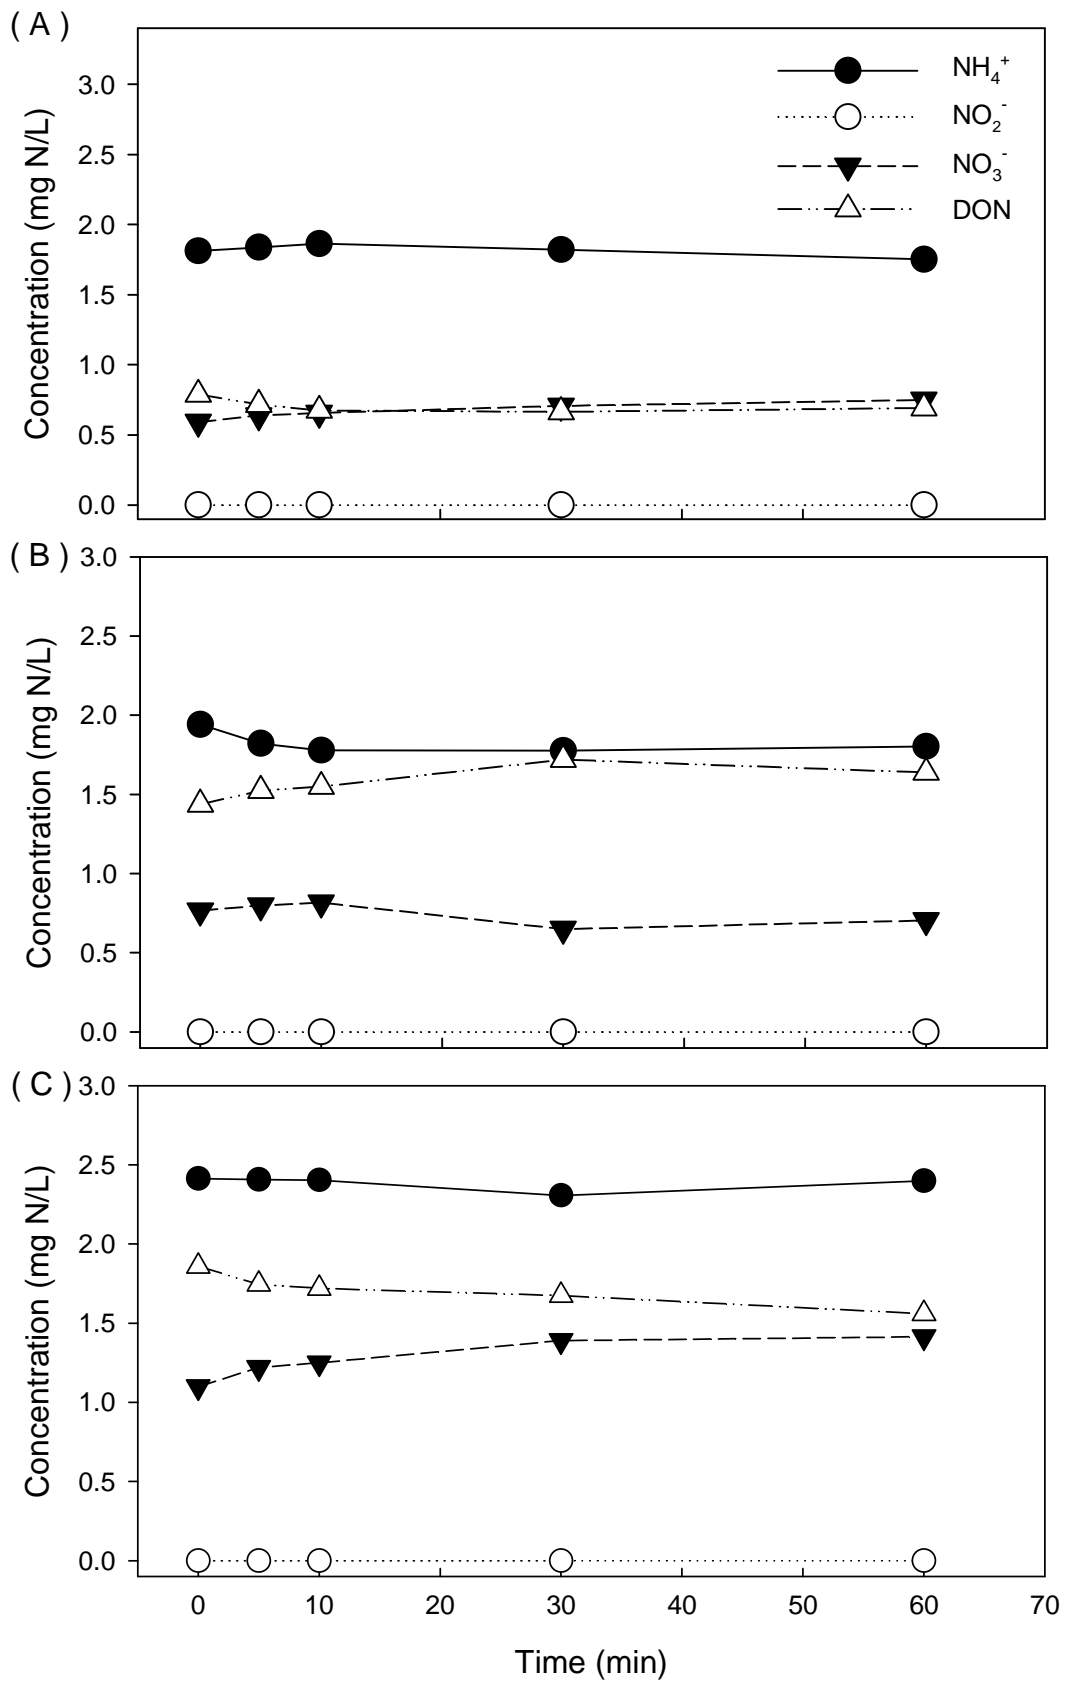 ( A )
3.0
2.5
2.0
1.5
1.0
0.5
0.0
Concentration (mg N/L)
NH₄⁺
NO₂⁻
NO₃⁻
DON
( B )
3.0
2.5
2.0
1.5
1.0
0.5
0.0
Concentration (mg N/L)
( C )
3.0
2.5
2.0
1.5
1.0
0.5
0.0
Concentration (mg N/L)
0 10 20 30 40 50 60 70
Time (min)